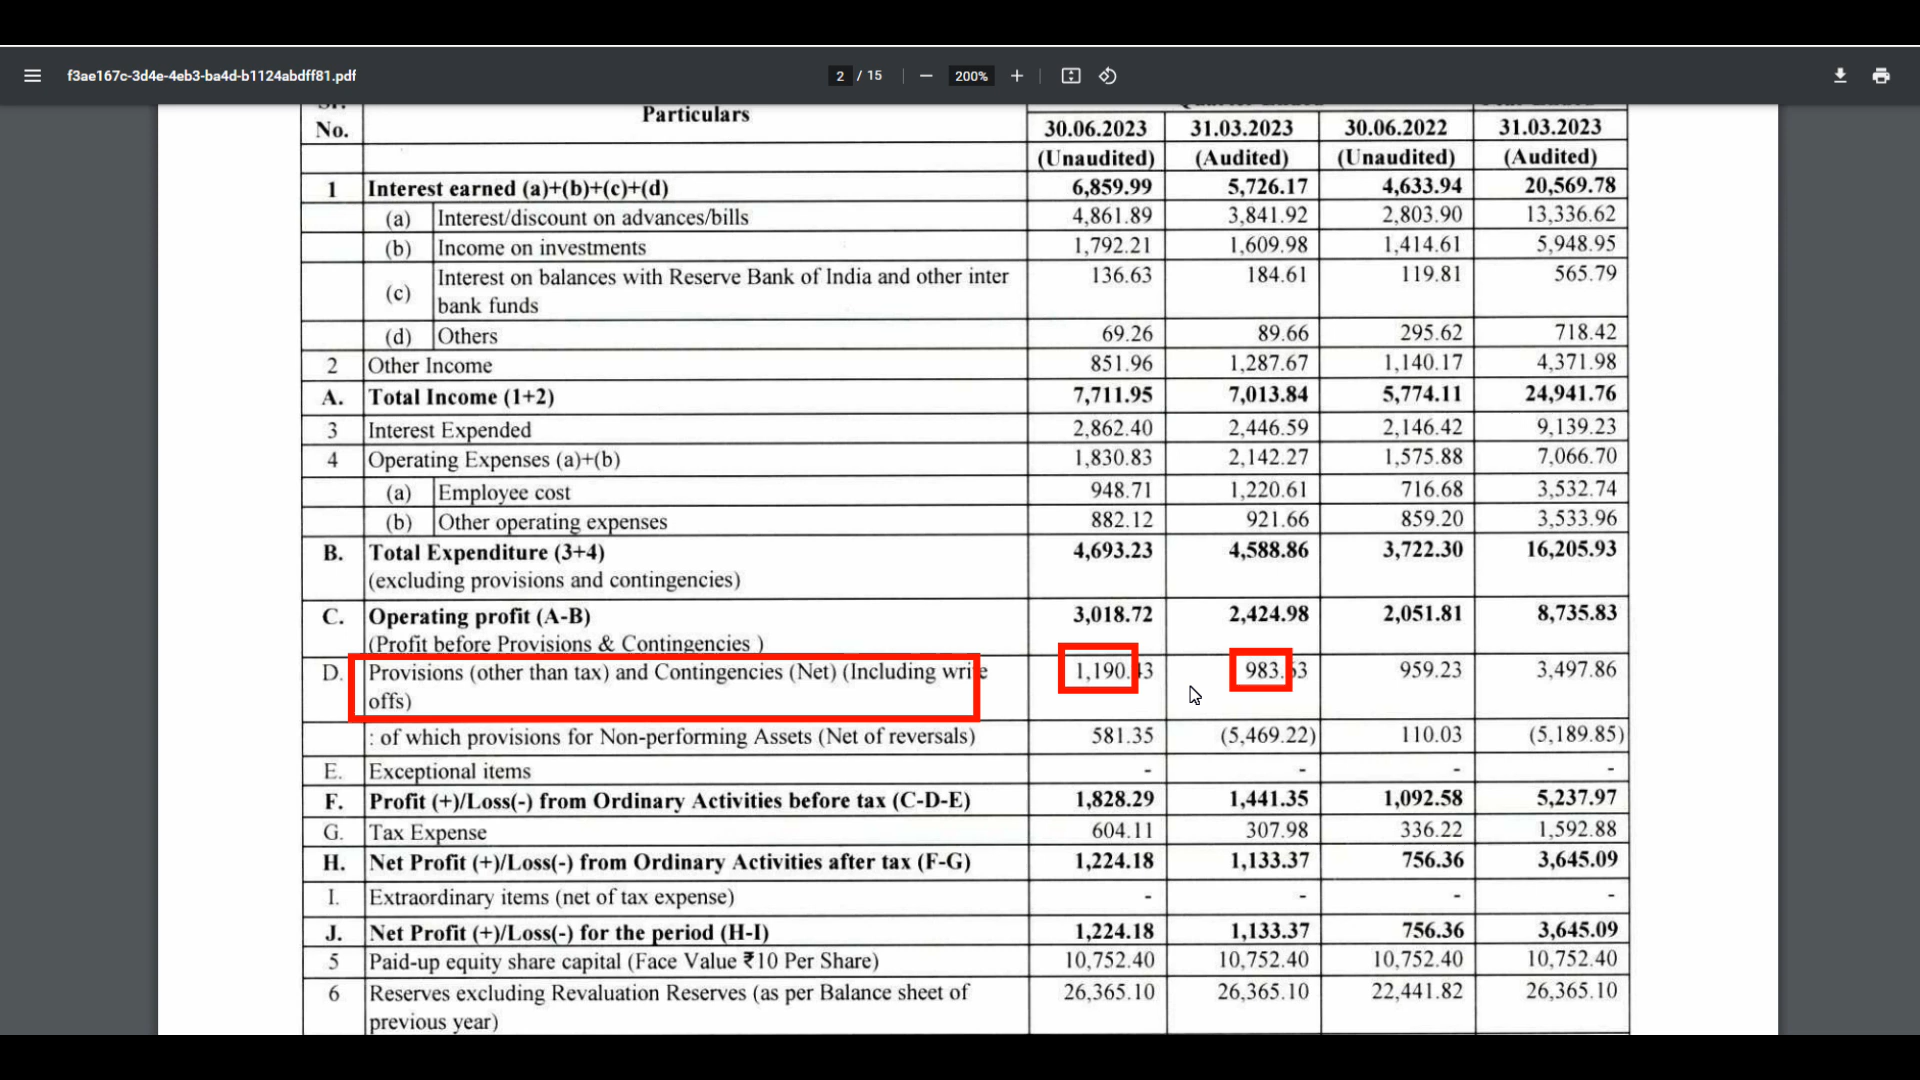 f3ae167c-3d4e-4eb3-ba4d-b1124abdff81.pdf 2 / 15 200%
No. Particulars 30.06.2023 31.03.2023 30.06.2022 31.03.2023
(Unaudited) (Audited) (Unaudited) (Audited)
1 Interest earned (a)+(b)+(c)+(d) 6,859.99 5,726.17 4,633.94 20,569.78
(a) Interest/discount on advances/bills 4,861.89 3,841.92 2,803.90 13,336.62
(b) Income on investments 1,792.21 1,609.98 1,414.61 5,948.95
(c) Interest on balances with Reserve Bank of India and other inter 136.63 184.61 119.81 565.79
bank funds
(d) Others 69.26 89.66 295.62 718.42
2 Other Income 851.96 1,287.67 1,140.17 4,371.98
A. Total Income (1+2) 7,711.95 7,013.84 5,774.11 24,941.76
3 Interest Expended 2,862.40 2,446.59 2,146.42 9,139.23
4 Operating Expenses (a)+(b) 1,830.83 2,142.27 1,575.88 7,066.70
(a) Employee cost 948.71 1,220.61 716.68 3,532.74
(b) Other operating expenses 882.12 921.66 859.20 3,533.96
B. Total Expenditure (3+4) 4,693.23 4,588.86 3,722.30 16,205.93
(excluding provisions and contingencies)
C. Operating profit (A-B) 3,018.72 2,424.98 2,051.81 8,735.83
(Profit before Provisions & Contingencies )
D. Provisions (other than tax) and Contingencies (Net) (Including write 1,190.43 983.63 959.23 3,497.86
offs)
: of which provisions for Non-performing Assets (Net of reversals) 581.35 (5,469.22) 110.03 (5,189.85)
E. Exceptional items - - - -
F. Profit (+)/Loss(-) from Ordinary Activities before tax (C-D-E) 1,828.29 1,441.35 1,092.58 5,237.97
G. Tax Expense 604.11 307.98 336.22 1,592.88
H. Net Profit (+)/Loss(-) from Ordinary Activities after tax (F-G) 1,224.18 1,133.37 756.36 3,645.09
I. Extraordinary items (net of tax expense) - - - -
J. Net Profit (+)/Loss(-) for the period (H-I) 1,224.18 1,133.37 756.36 3,645.09
5 Paid-up equity share capital (Face Value ₹10 Per Share) 10,752.40 10,752.40 10,752.40 10,752.40
6 Reserves excluding Revaluation Reserves (as per Balance sheet of 26,365.10 26,365.10 22,441.82 26,365.10
previous year)